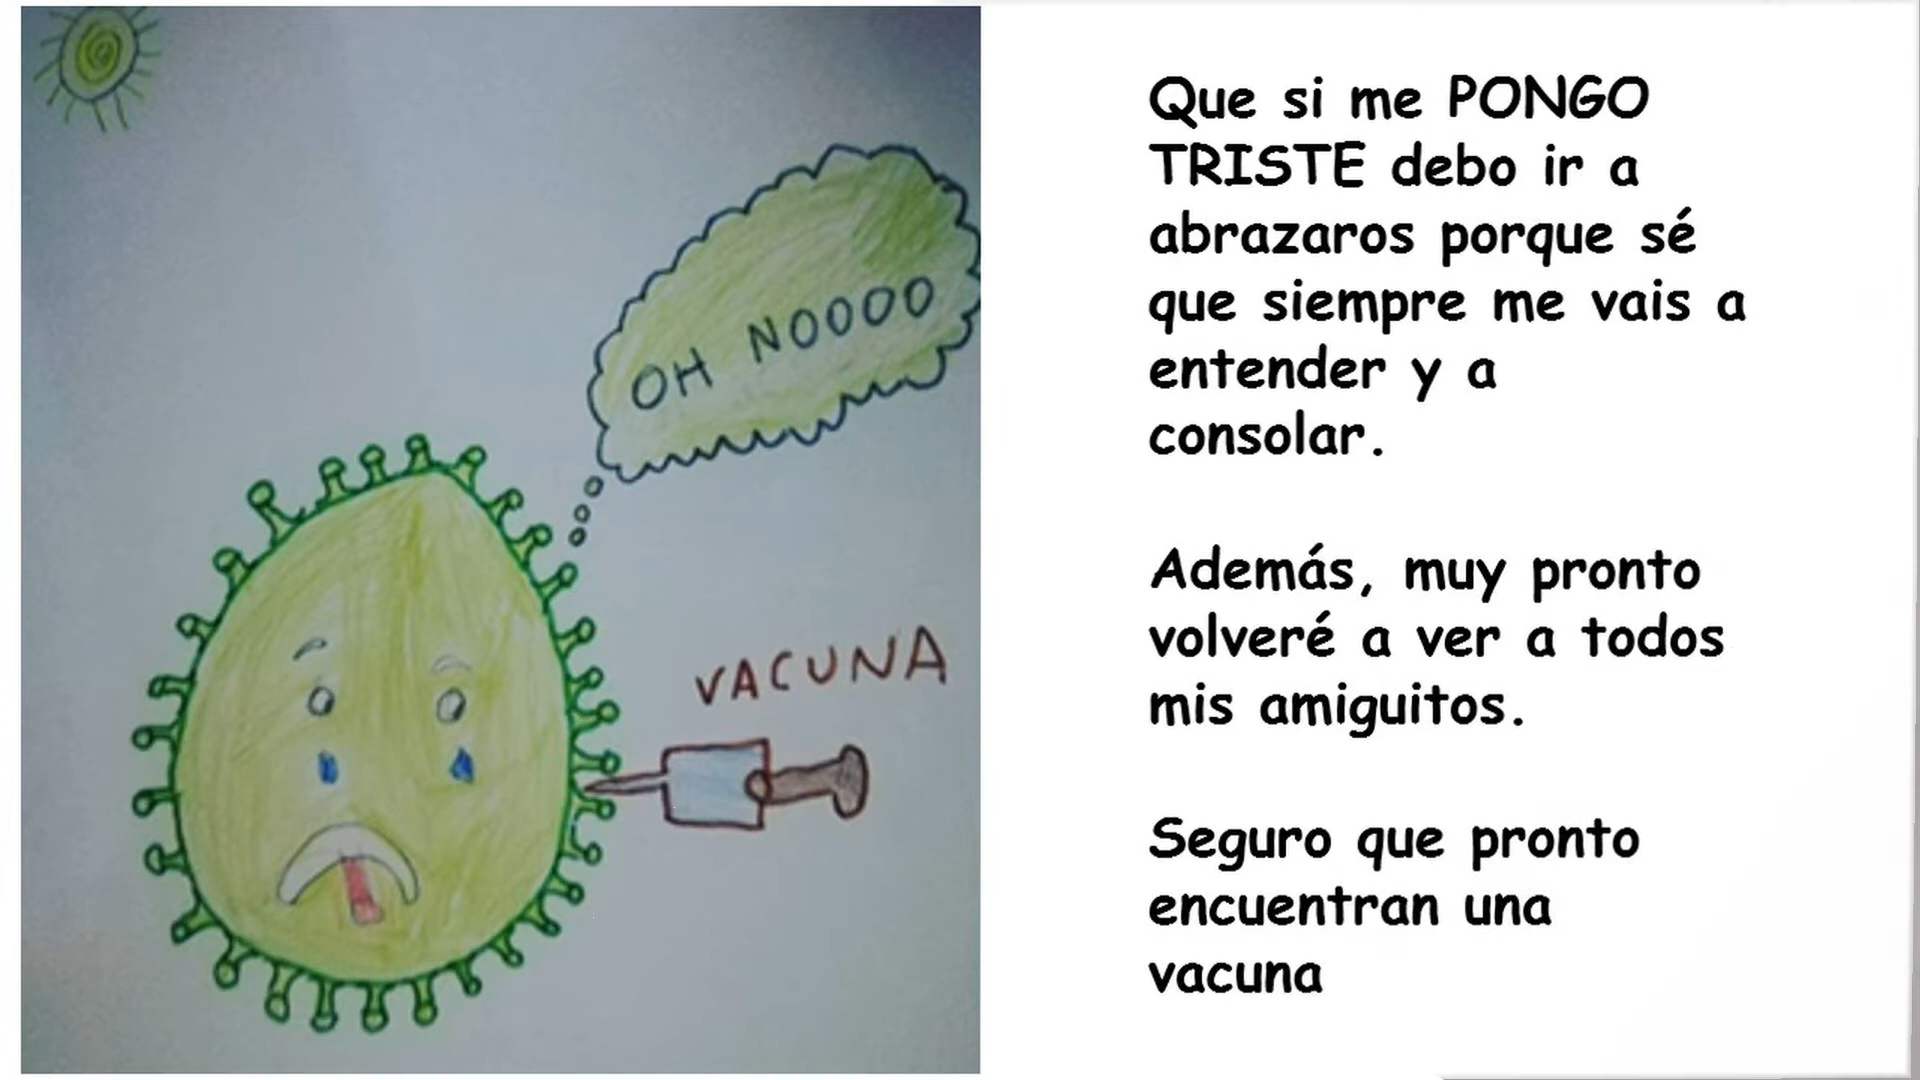 OH NOOOO
VACUNA
Que si me PONGO
TRISTE debo ir a
abrazaros porque sé
que siempre me vais a
entender y a
consolar.
Además, muy pronto
volveré a ver a todos
mis amiguitos.
Seguro que pronto
encuentran una
vacuna